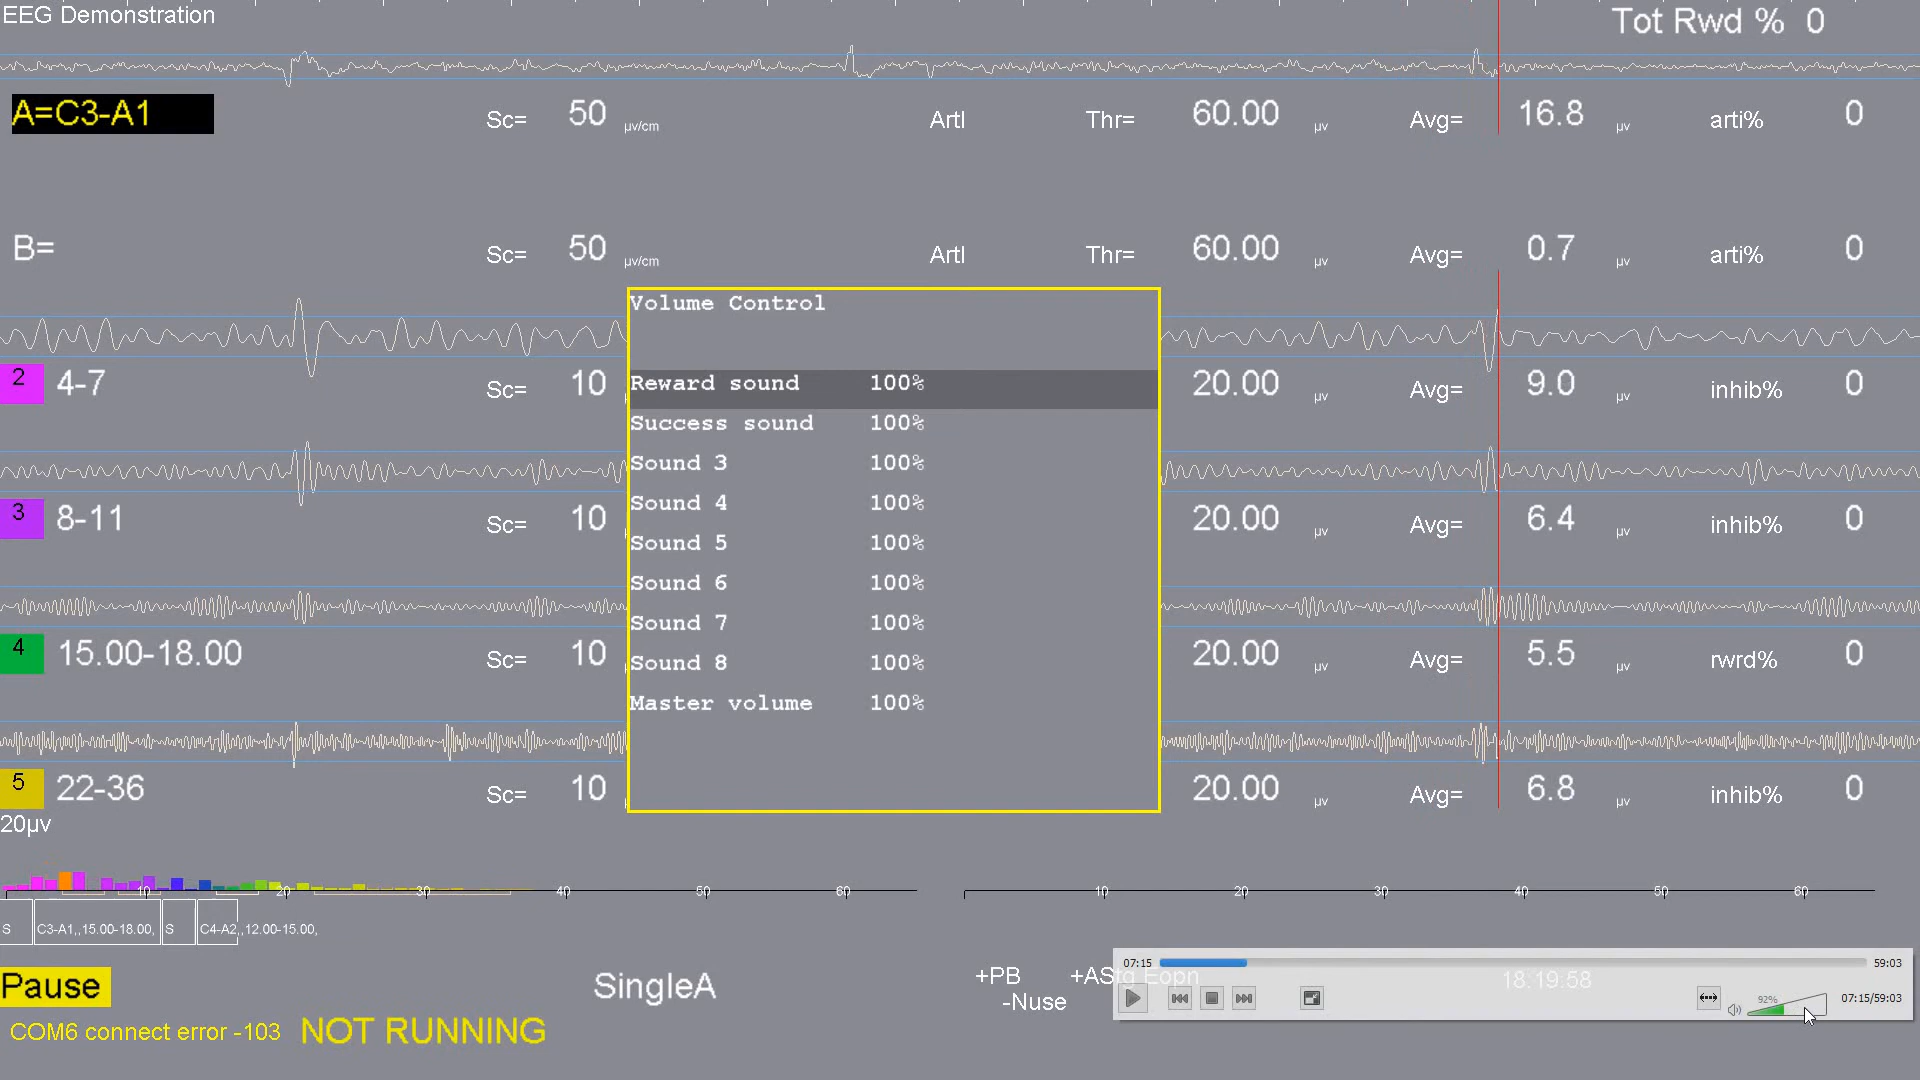 EEG Demonstration
Tot Rwd % 0
A=C3-A1 Sc= 50 µv/cm Artl Thr= 60.00 µv Avg= 16.8 µv arti% 0
B= Sc= 50 µv/cm Artl Thr= 60.00 µv Avg= 0.7 µv arti% 0
2 4-7 Sc= 10 20.00 µv Avg= 9.0 µv inhib% 0
3 8-11 Sc= 10 20.00 µv Avg= 6.4 µv inhib% 0
4 15.00-18.00 Sc= 10 20.00 µv Avg= 5.5 µv rwrd% 0
5 22-36 Sc= 10 20.00 µv Avg= 6.8 µv inhib% 0
Volume Control
Reward sound 100%
Success sound 100%
Sound 3 100%
Sound 4 100%
Sound 5 100%
Sound 6 100%
Sound 7 100%
Sound 8 100%
Master volume 100%
20µv
10 20 30 40 50 60 10 20 30 40 50 60
S C3-A1,,15.00-18.00, S C4-A2,,12.00-15.00,
Pause SingleA +PB +AStg Eopn 18:19:58
-Nuse
07:15 59:03
92% 07:15/59:03
COM6 connect error -103 NOT RUNNING